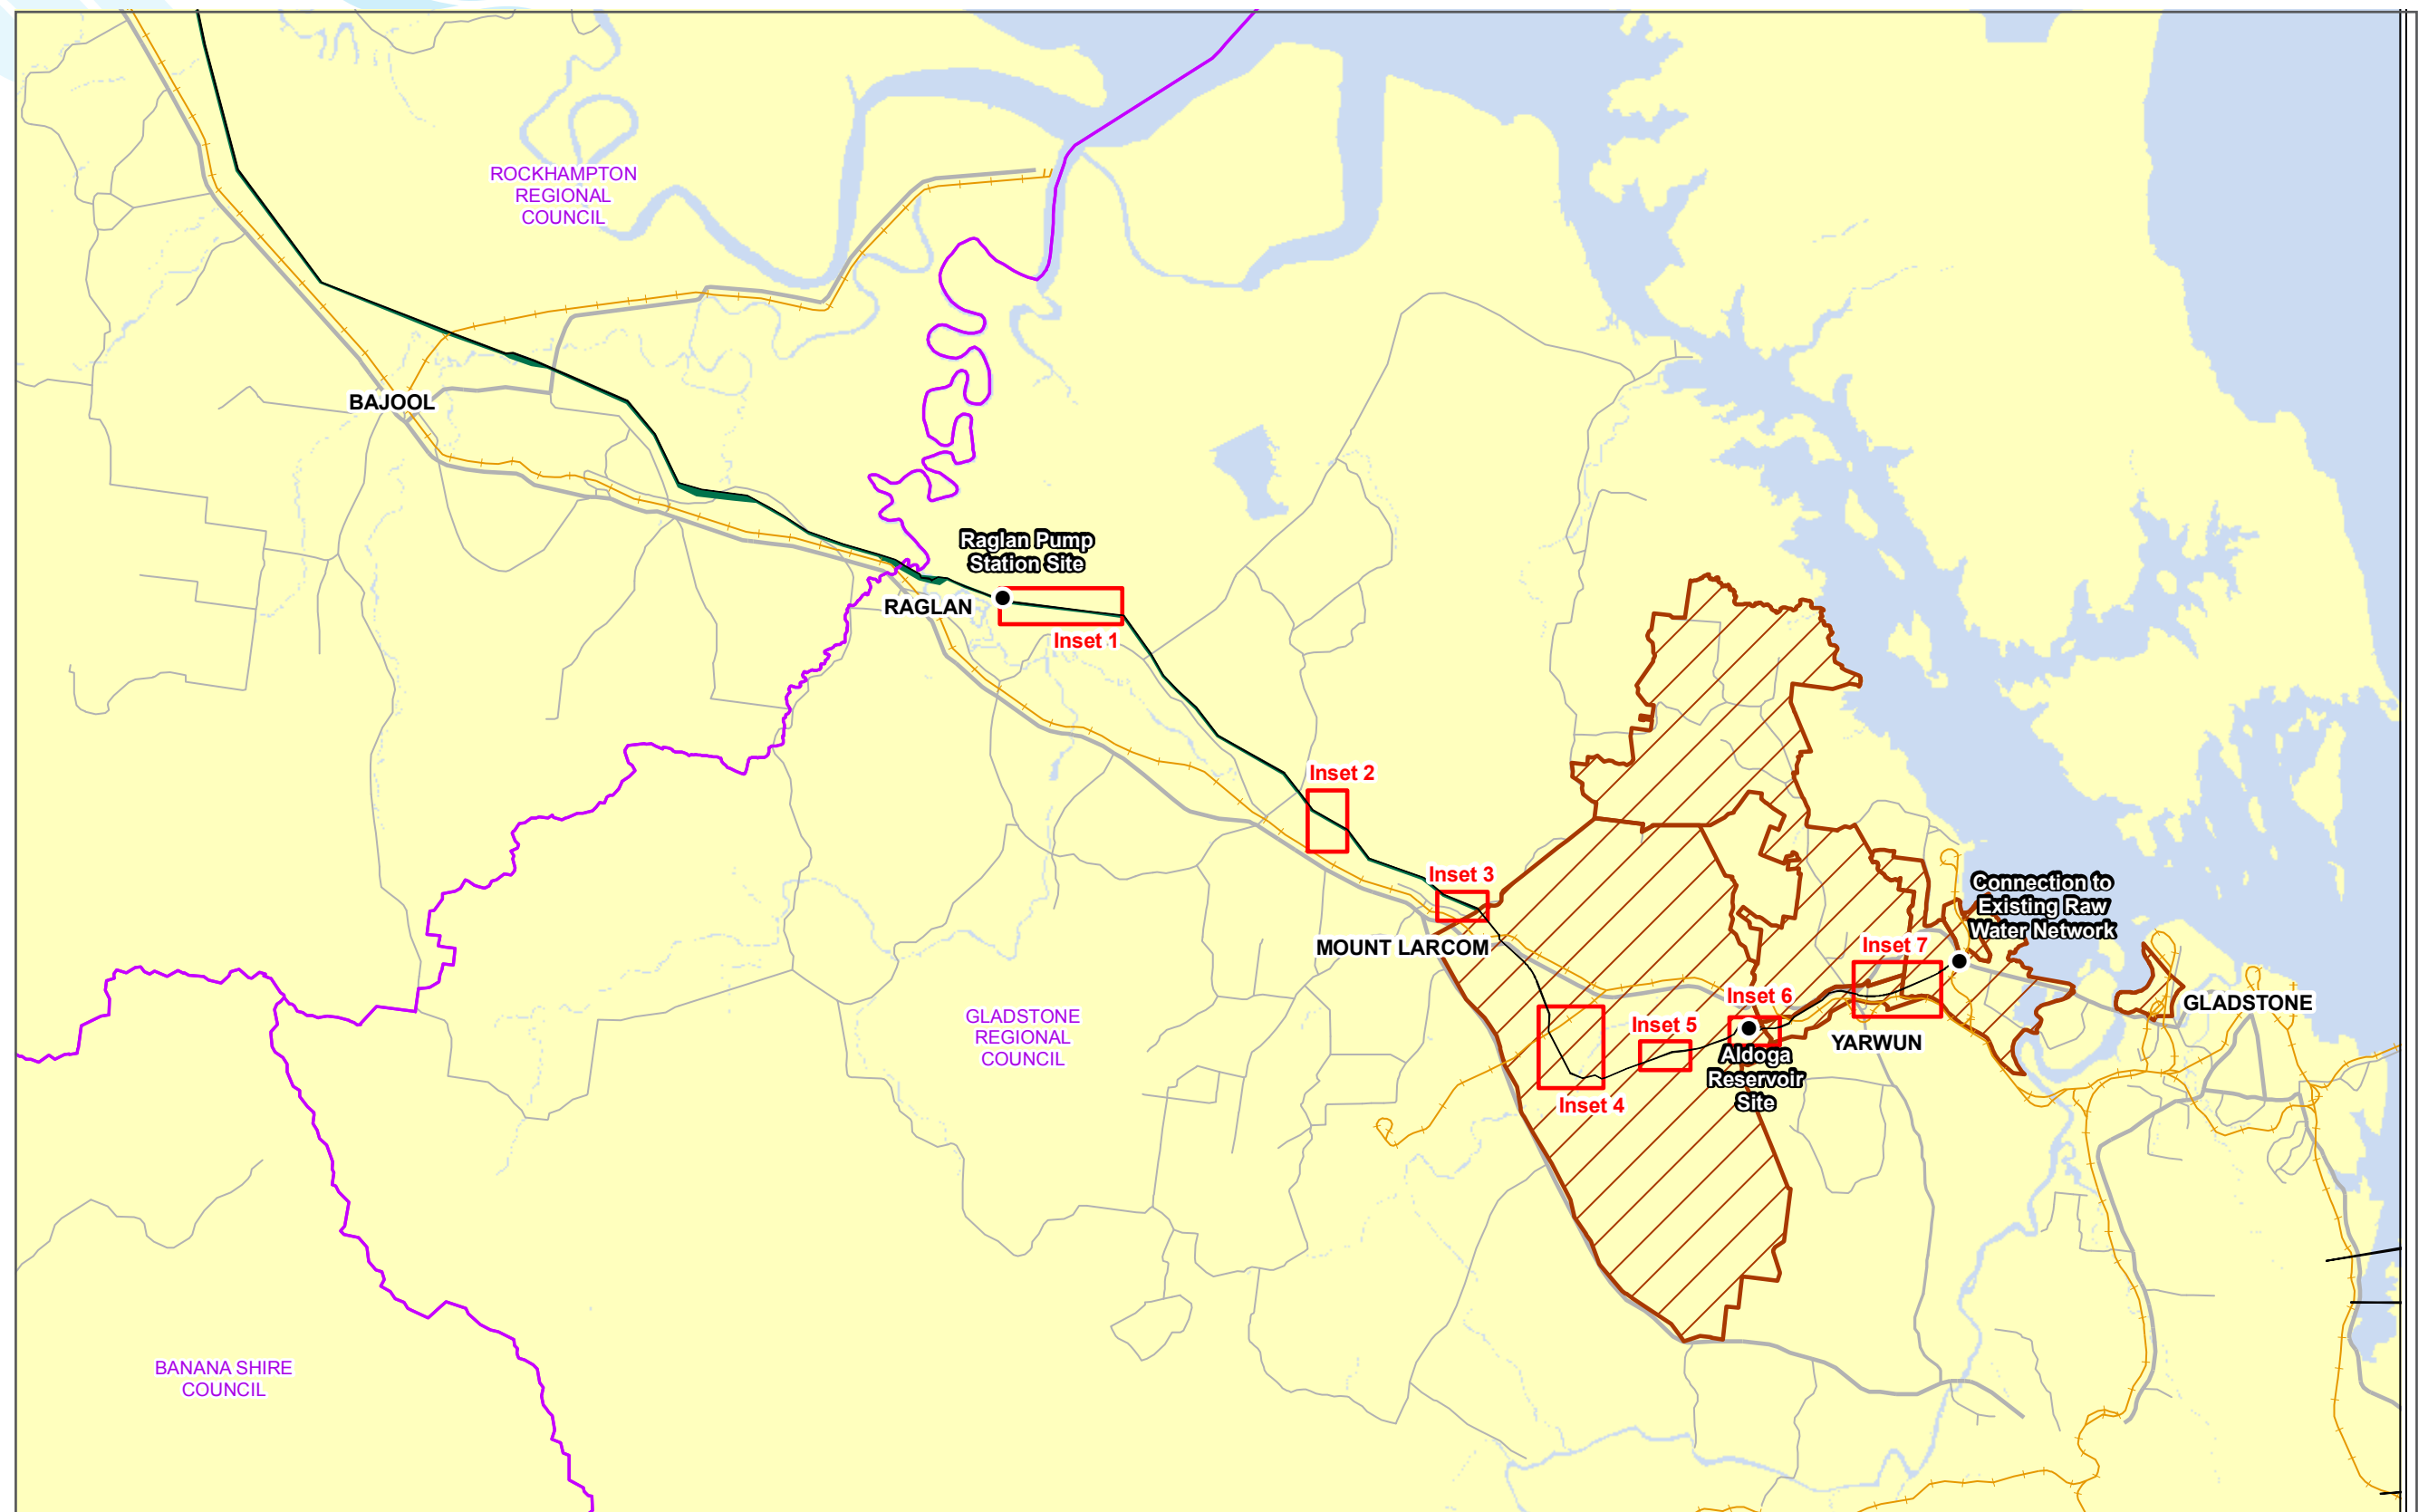 ROCKHAMPTON
REGIONAL
COUNCIL
BAJOOL
Raglan Pump
Station Site
RAGLAN
Inset 1
Inset 2
Inset 3
MOUNT LARCOM
Connection to
Existing Raw
Water Network
Inset 7
GLADSTONE
Inset 6
Inset 5
YARWUN
Aldoga
Reservoir
Site
Inset 4
GLADSTONE
REGIONAL
COUNCIL
BANANA SHIRE
COUNCIL